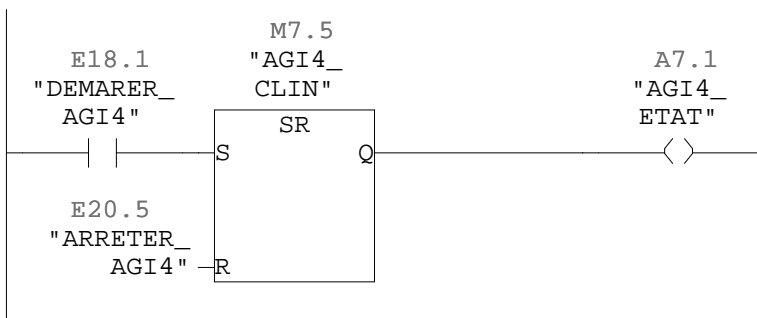 M7.5
E18.1 "AGI4_ A7.1
"DEMARER_ CLIN" "AGI4_
AGI4" SR ETAT"
S Q
E20.5
"ARRETER_
AGI4" R